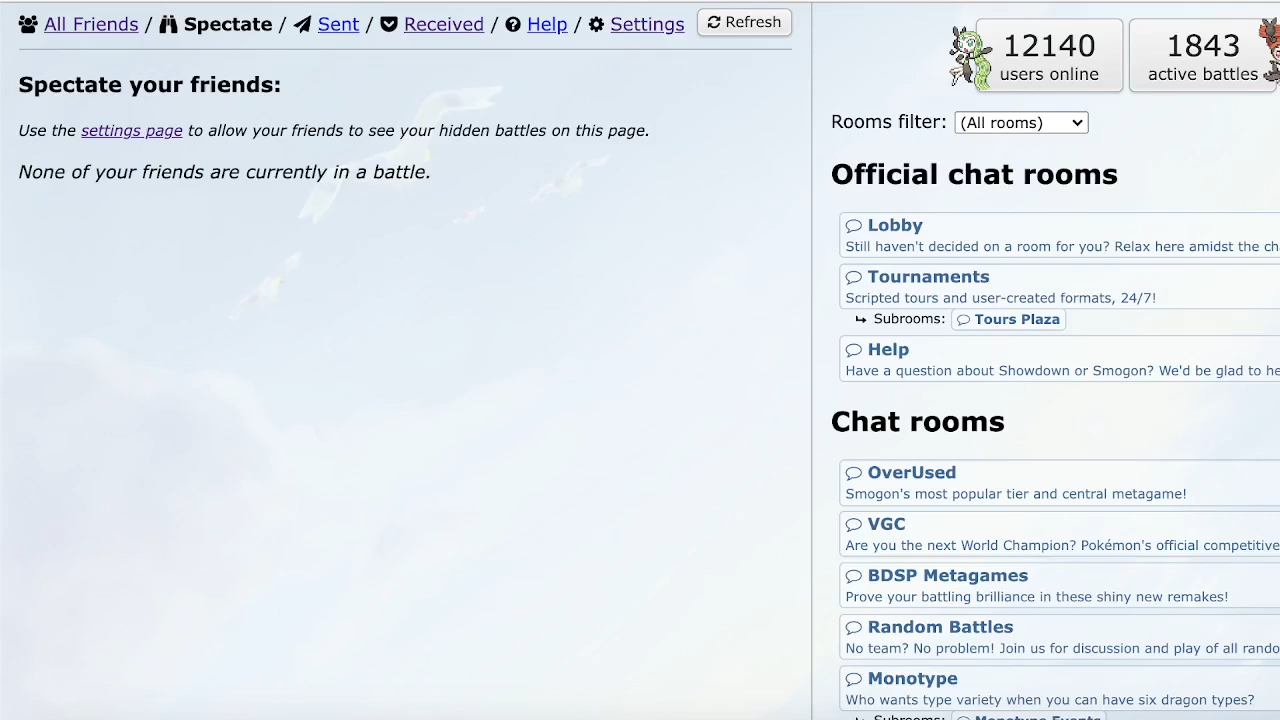 All Friends / Spectate / Sent / Received / Help / Settings Refresh
Spectate your friends:
Use the settings page to allow your friends to see your hidden battles on this page.
None of your friends are currently in a battle.
12140
users online
1843
active battles
Rooms filter: (All rooms)
Official chat rooms
Lobby
Still haven't decided on a room for you? Relax here amidst the
Tournaments
Scripted tours and user-created formats, 24/7!
Subrooms: Tours Plaza
Help
Have a question about Showdown or Smogon? We'd be glad to
Chat rooms
OverUsed
Smogon's most popular tier and central metagame!
VGC
Are you the next World Champion? Pokémon's official competitive
BDSP Metagames
Prove your battling brilliance in these shiny new remakes!
Random Battles
No team? No problem! Join us for discussion and play of all
Monotype
Who wants type variety when you can have six dragon types?
Subrooms: Monotype Events